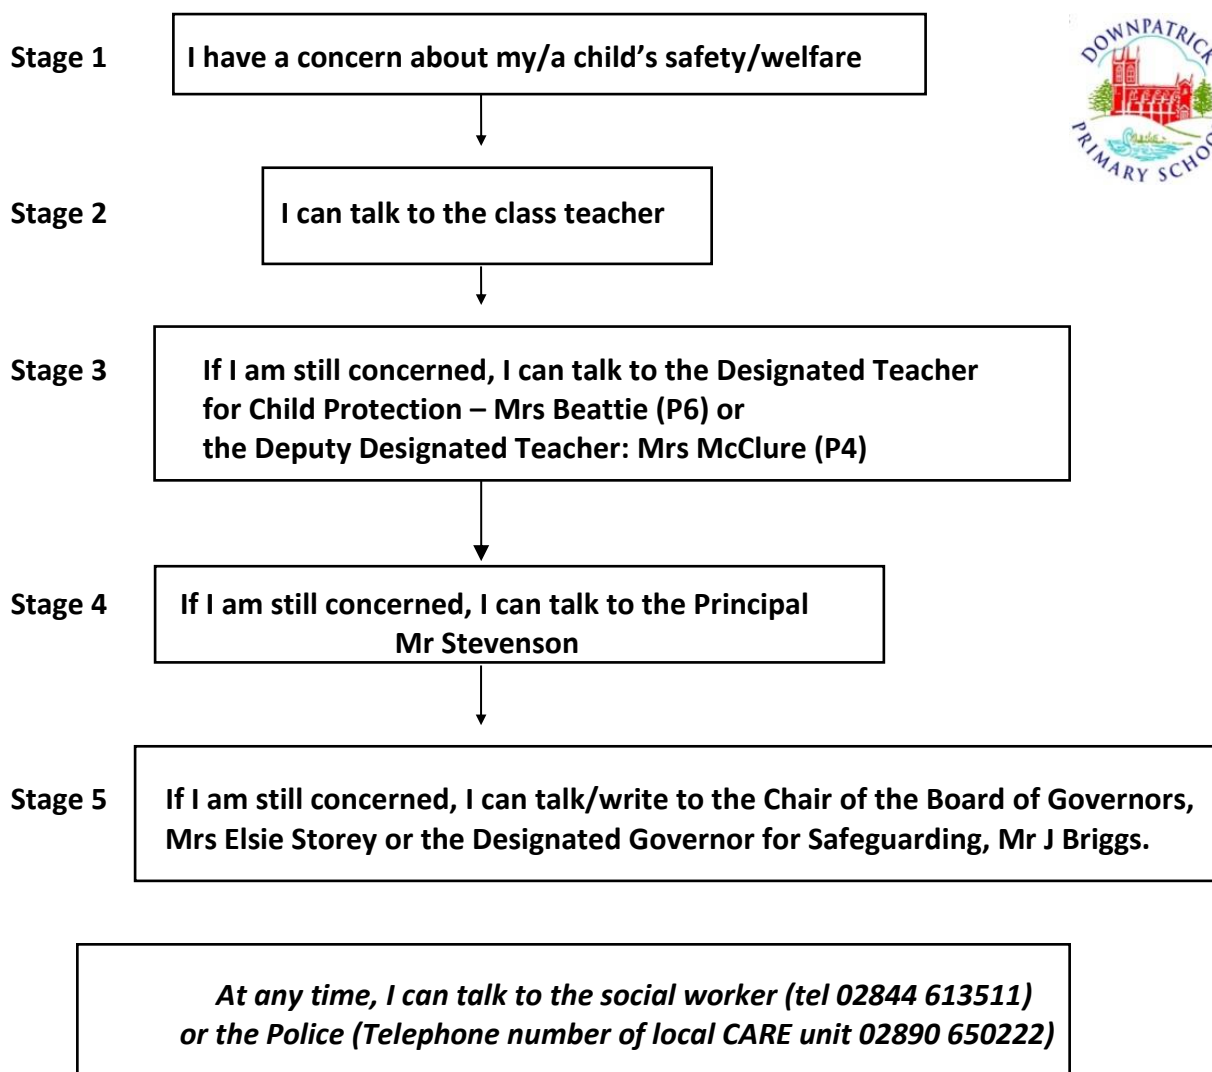 DOWNPATRICK
PRIMARY SCHOOL
Stage 1
I have a concern about my/a child’s safety/welfare
Stage 2
I can talk to the class teacher
Stage 3
If I am still concerned, I can talk to the Designated Teacher
for Child Protection – Mrs Beattie (P6) or
the Deputy Designated Teacher: Mrs McClure (P4)
Stage 4
If I am still concerned, I can talk to the Principal
Mr Stevenson
Stage 5
If I am still concerned, I can talk/write to the Chair of the Board of Governors,
Mrs Elsie Storey or the Designated Governor for Safeguarding, Mr J Briggs.
At any time, I can talk to the social worker (tel 02844 613511)
or the Police (Telephone number of local CARE unit 02890 650222)